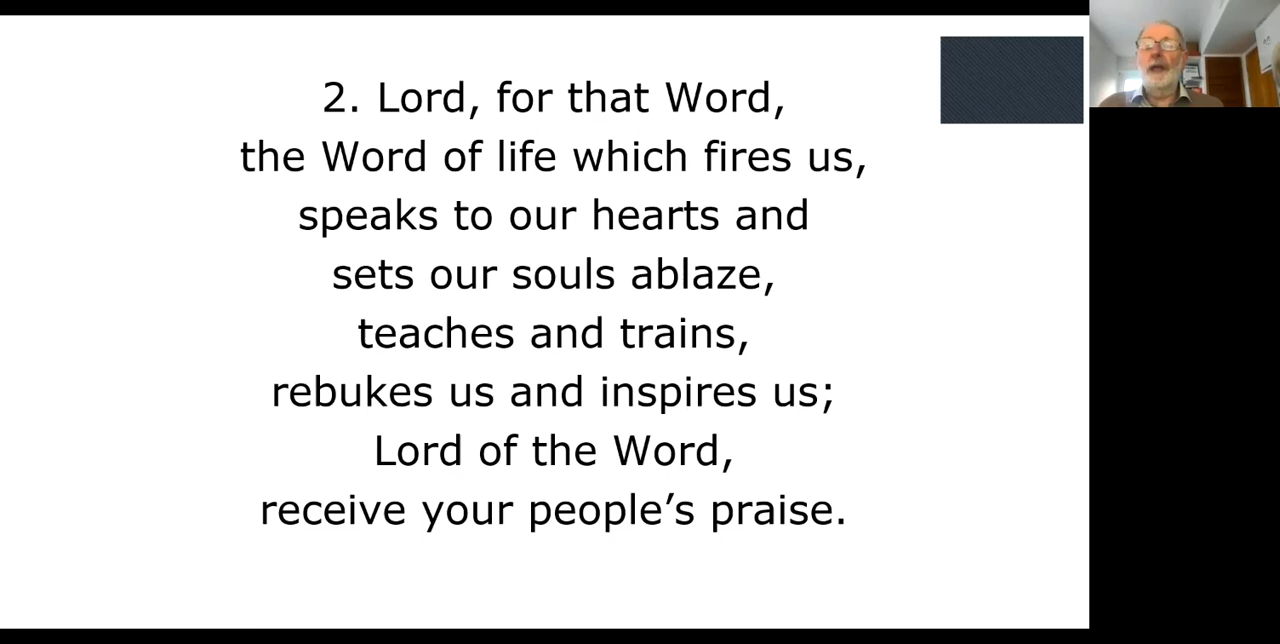 2. Lord, for that Word,
the Word of life which fires us,
speaks to our hearts and
sets our souls ablaze,
teaches and trains,
rebukes us and inspires us;
Lord of the Word,
receive your people’s praise.